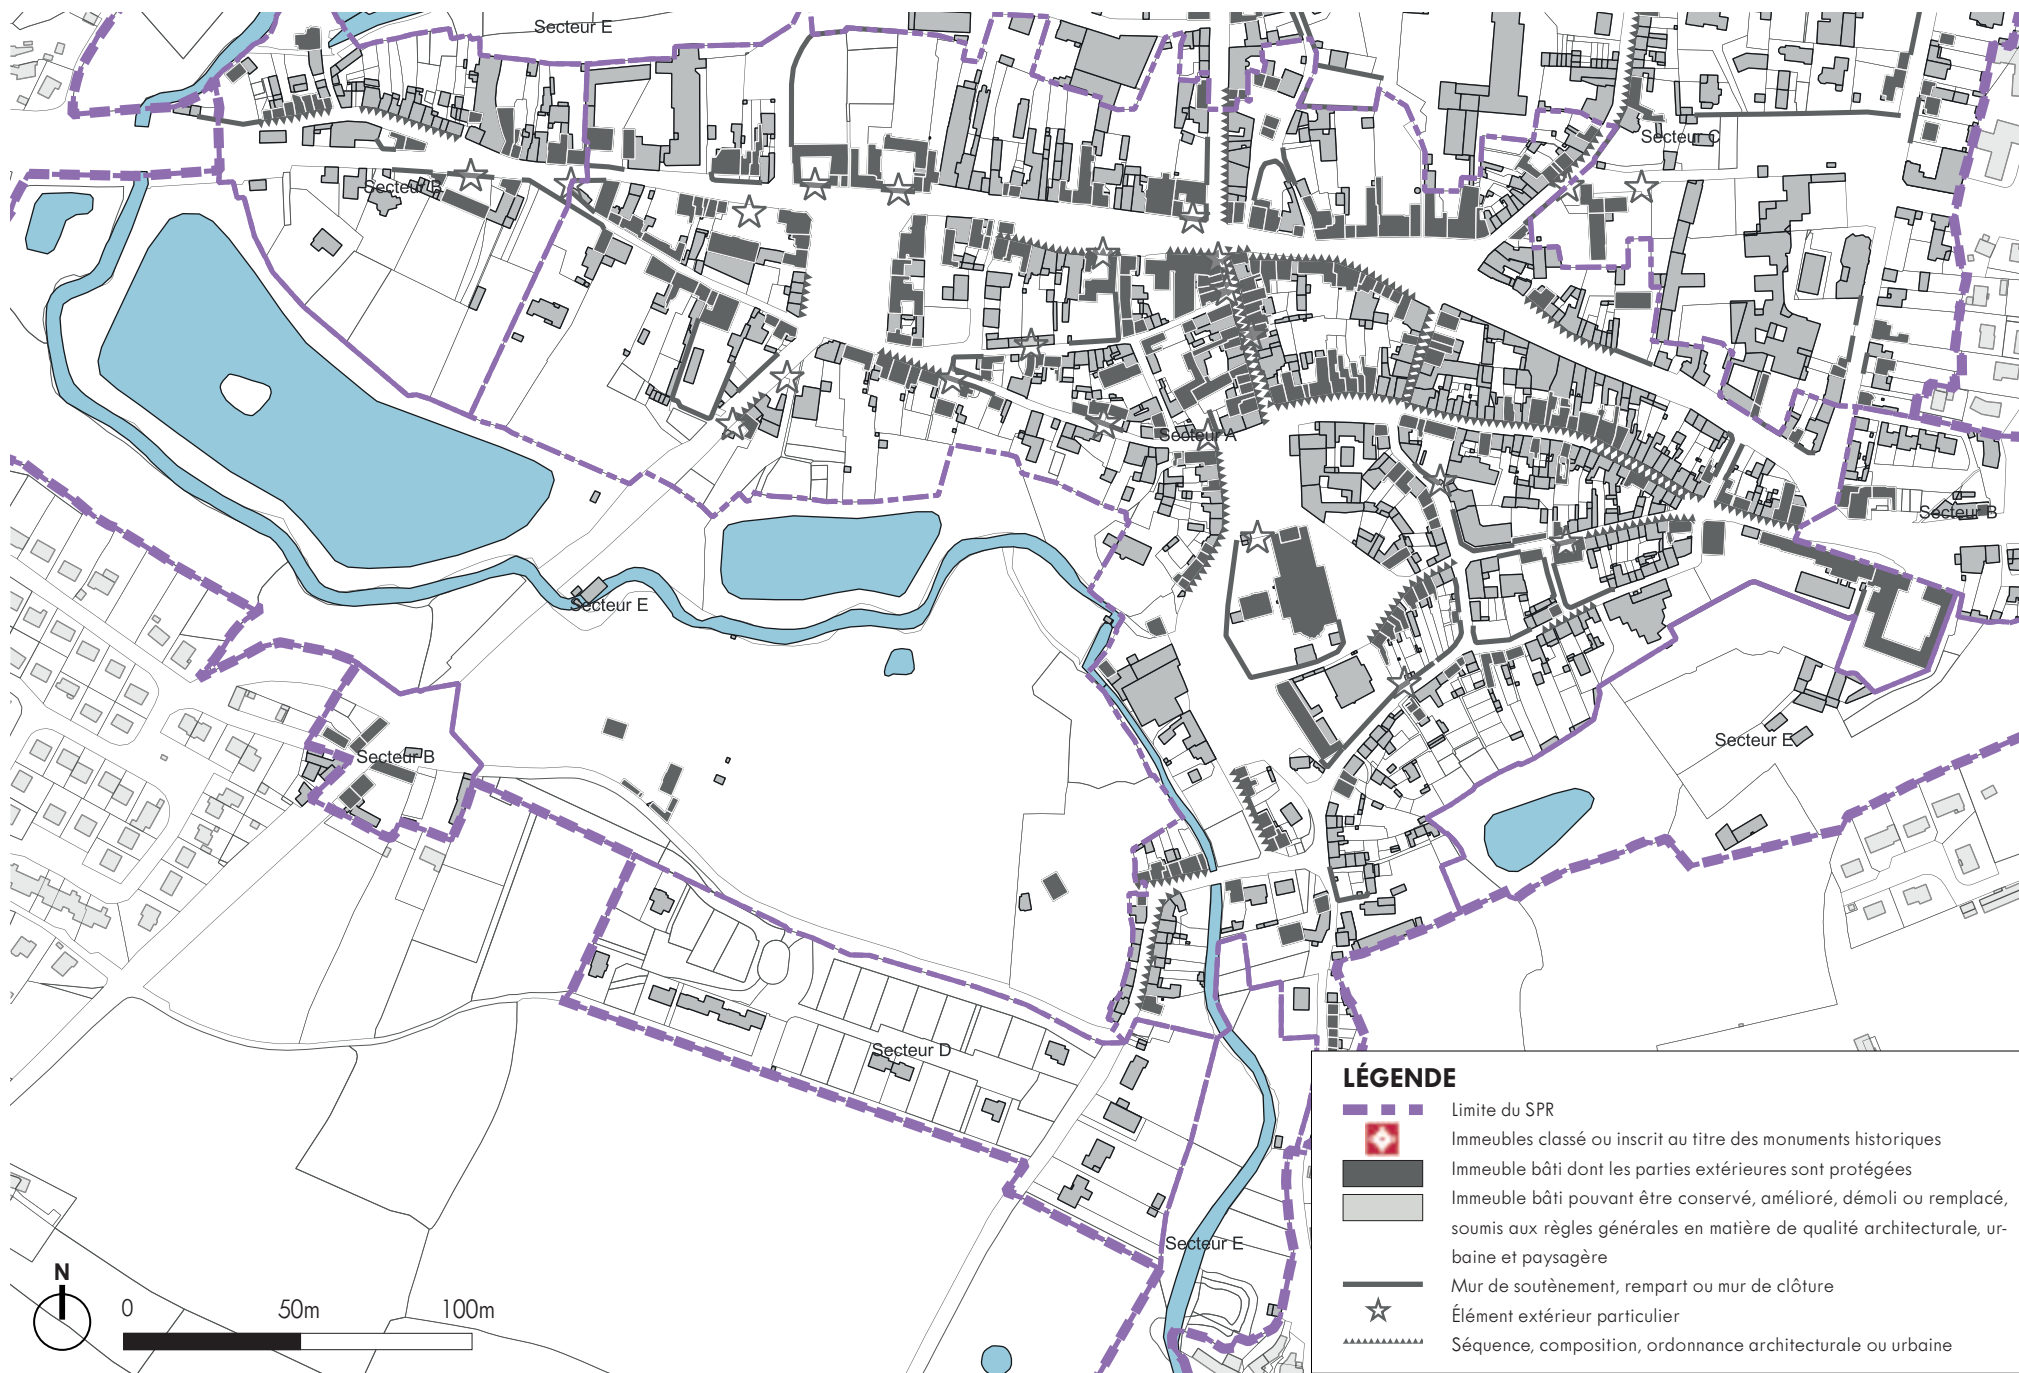 Secteur E
Secteur C
Secteur B
Secteur A
Secteur B
Secteur E
Secteur E
Secteur B
Secteur D
Secteur E
LÉGENDE
Limite du SPR
Immeubles classé ou inscrit au titre des monuments historiques
Immeuble bâti dont les parties extérieures sont protégées
Immeuble bâti pouvant être conservé, amélioré, démoli ou remplacé,
soumis aux règles générales en matière de qualité architecturale, ur-
baine et paysagère
Mur de soutènement, rempart ou mur de clôture
Élément extérieur particulier
Séquence, composition, ordonnance architecturale ou urbaine
N
0 50m 100m